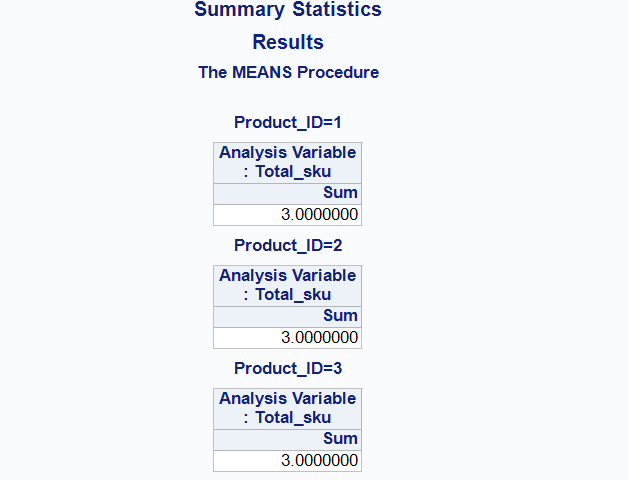 Summary Statistics
Results
The MEANS Procedure
Product_ID=1
Analysis Variable
: Total_sku
Sum
3.0000000
Product_ID=2
Analysis Variable
: Total_sku
Sum
3.0000000
Product_ID=3
Analysis Variable
: Total_sku
Sum
3.0000000